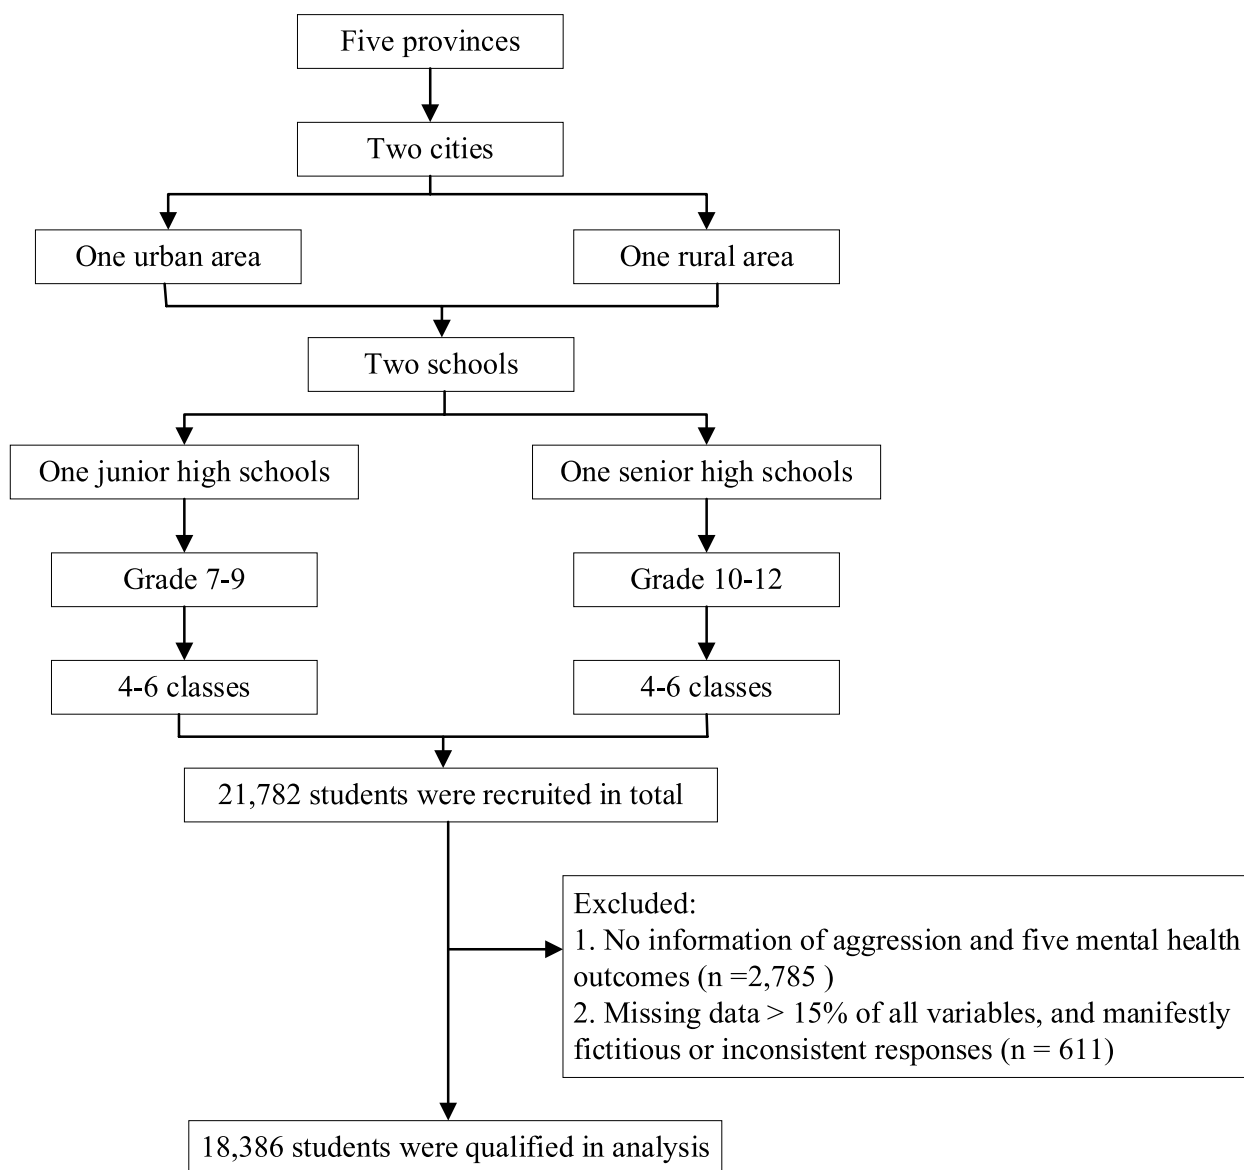 Five provinces
Two cities
One urban area
One rural area
Two schools
One junior high schools
One senior high schools
Grade 7-9
Grade 10-12
4-6 classes
4-6 classes
21,782 students were recruited in total
Excluded:
1. No information of aggression and five mental health
outcomes (n =2,785 )
2. Missing data > 15% of all variables, and manifestly
fictitious or inconsistent responses (n = 611)
18,386 students were qualified in analysis